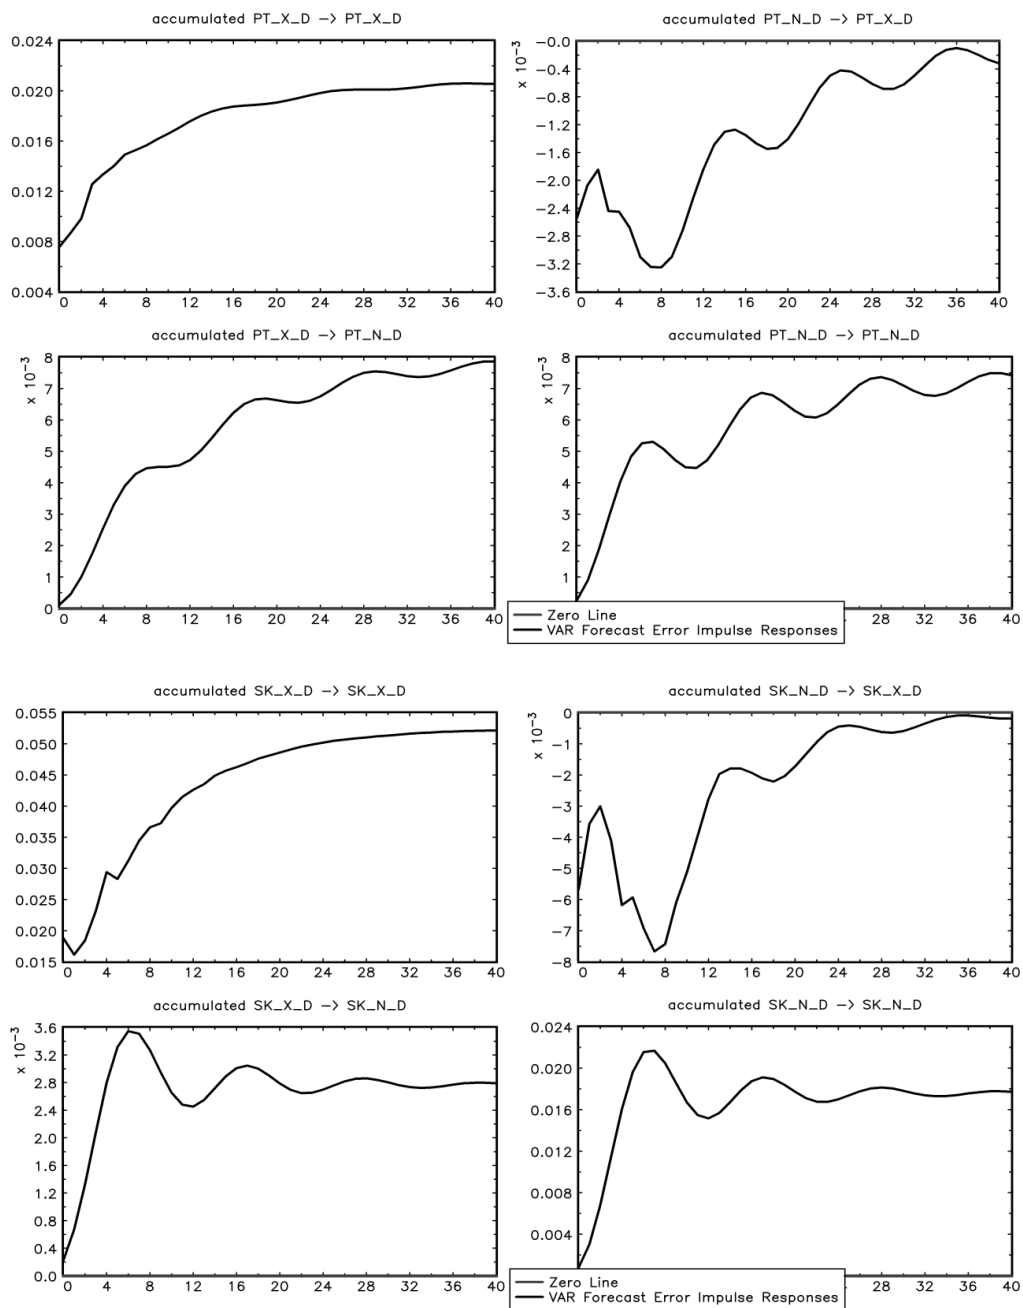 accumulated PT_X_D -> PT_X_D
0.024
0.020
0.016
0.012
0.008
0.004
0 4 8 12 16 20 24 28 32 36 40
accumulated PT_N_D -> PT_X_D
x 10^-3
-0.0
-0.4
-0.8
-1.2
-1.6
-2.0
-2.4
-2.8
-3.2
-3.6
0 4 8 12 16 20 24 28 32 36 40
accumulated PT_X_D -> PT_N_D
x 10^-3
8
7
6
5
4
3
2
1
0
0 4 8 12 16 20 24 28 32 36 40
accumulated PT_N_D -> PT_N_D
x 10^-3
8
7
6
5
4
3
2
1
28 32 36 40
Zero Line
VAR Forecast Error Impulse Responses
accumulated SK_X_D -> SK_X_D
0.055
0.050
0.045
0.040
0.035
0.030
0.025
0.020
0.015
0 4 8 12 16 20 24 28 32 36 40
accumulated SK_N_D -> SK_X_D
x 10^-3
0
-1
-2
-3
-4
-5
-6
-7
-8
0 4 8 12 16 20 24 28 32 36 40
accumulated SK_X_D -> SK_N_D
x 10^-3
3.6
3.2
2.8
2.4
2.0
1.6
1.2
0.8
0.4
0.0
0 4 8 12 16 20 24 28 32 36 40
accumulated SK_N_D -> SK_N_D
0.024
0.020
0.016
0.012
0.008
0.004
28 32 36 40
Zero Line
VAR Forecast Error Impulse Responses